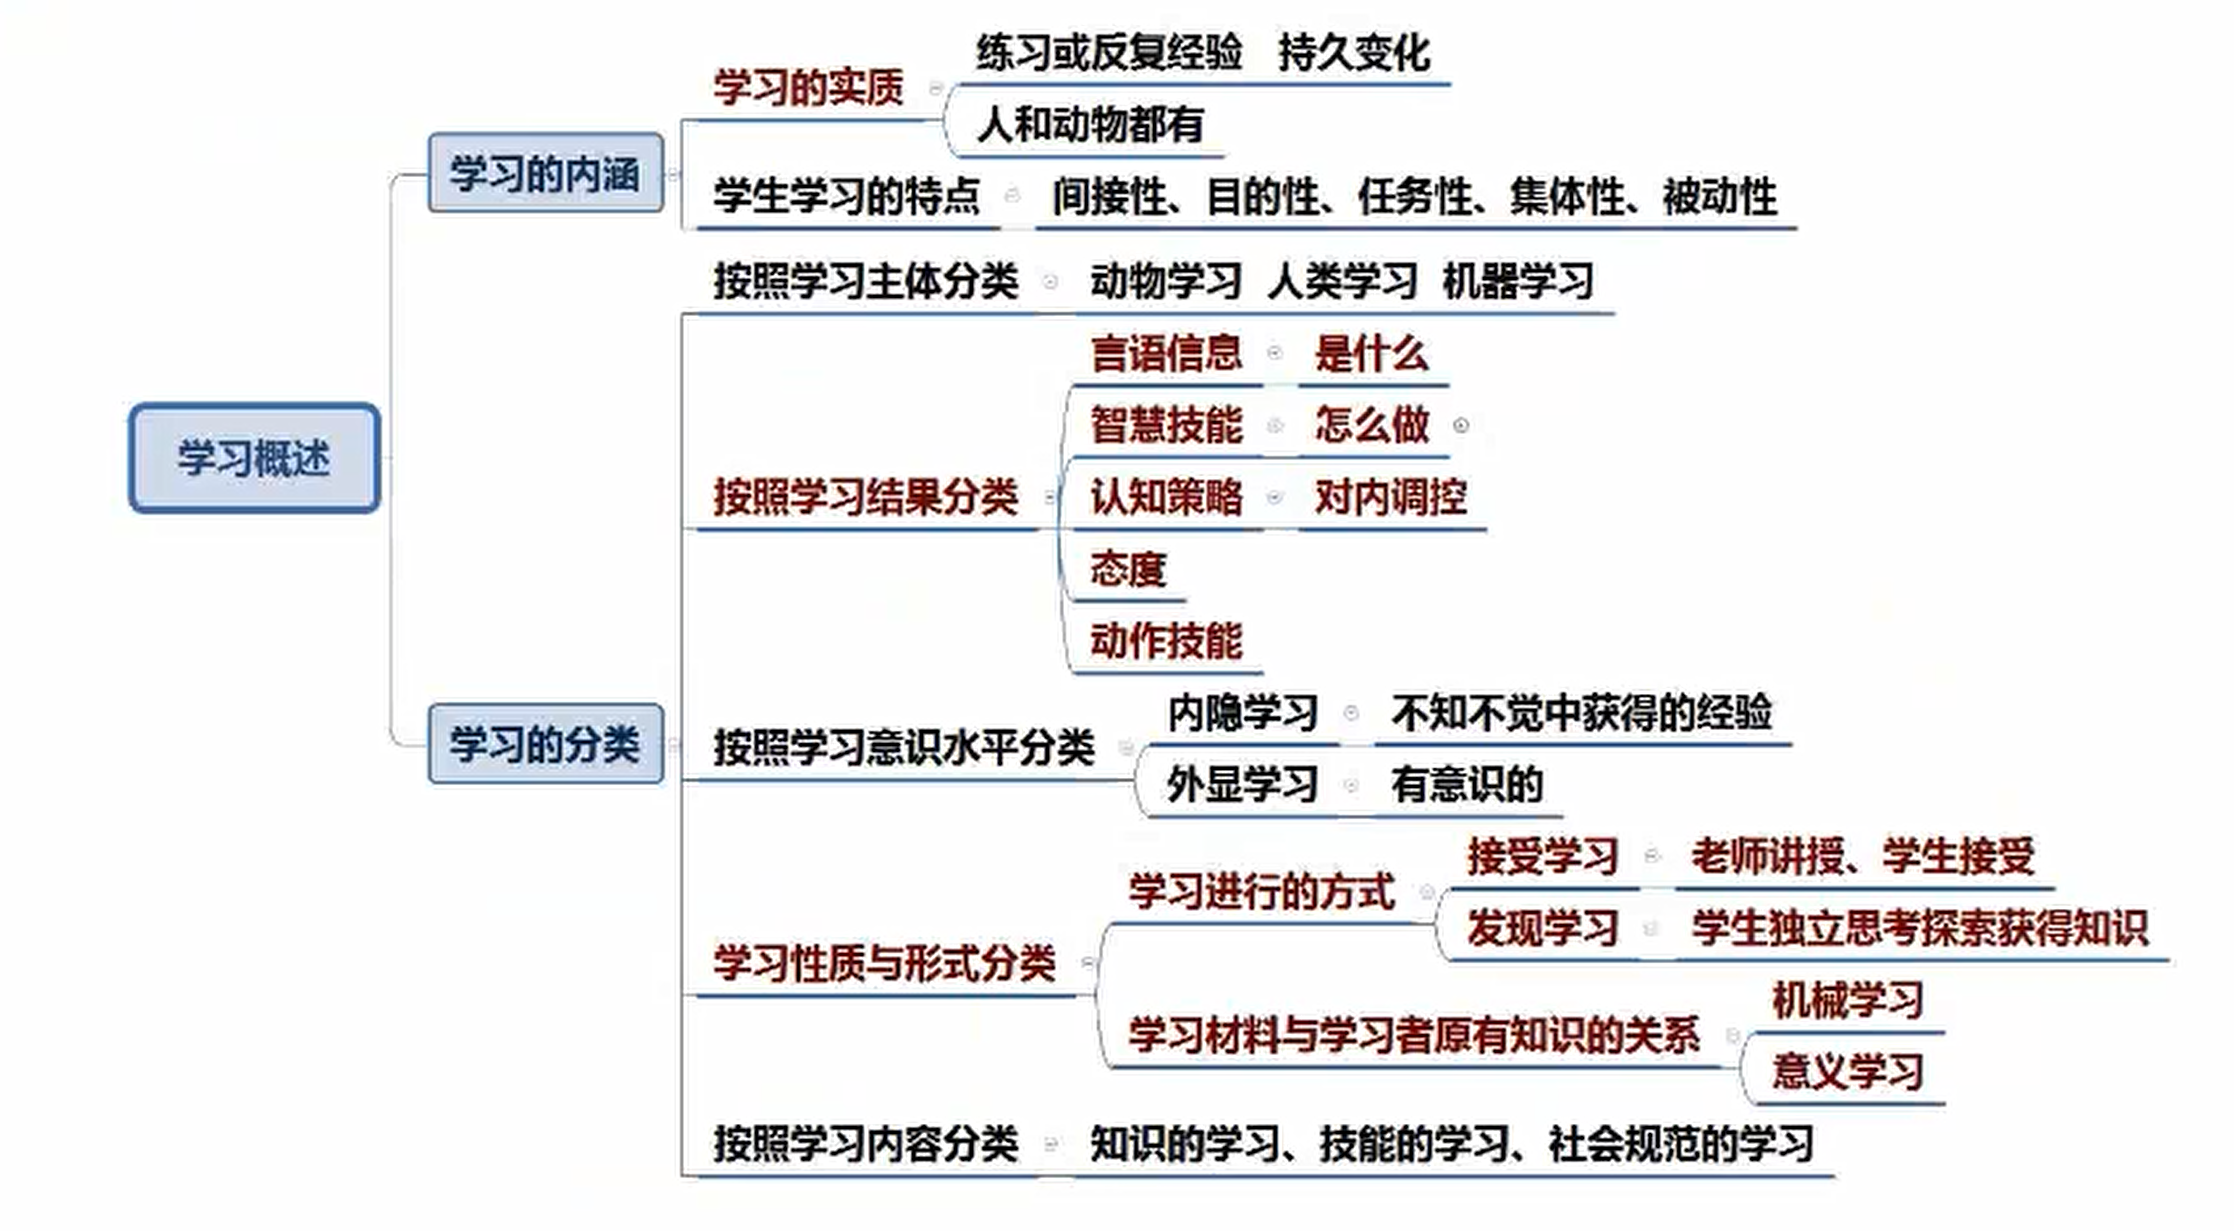 练习或反复经验 持久变化
学习的实质
人和动物都有
学习的内涵
学生学习的特点 间接性、目的性、任务性、集体性、被动性
按照学习主体分类 动物学习 人类学习 机器学习
言语信息 是什么
智慧技能 怎么做
学习概述
按照学习结果分类 认知策略 对内调控
态度
动作技能
内隐学习 不知不觉中获得的经验
学习的分类
按照学习意识水平分类
外显学习 有意识的
接受学习 老师讲授、学生接受
学习进行的方式
发现学习 学生独立思考探索获得知识
学习性质与形式分类
机械学习
学习材料与学习者原有知识的关系
意义学习
按照学习内容分类 知识的学习、技能的学习、社会规范的学习